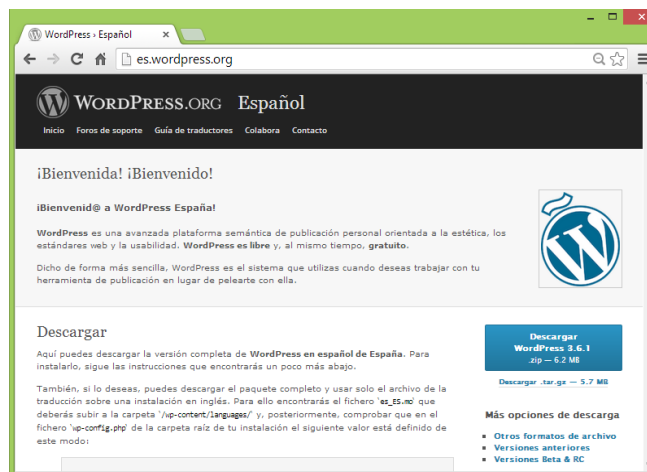 WordPress › Español
es.wordpress.org
WORDPRESS.ORG Español
Inicio Foros de soporte Guía de traductores Colabora Contacto
¡Bienvenida! ¡Bienvenido!
¡Bienvenid@ a WordPress España!
WordPress es una avanzada plataforma semántica de publicación personal orientada a la estética, los
estándares web y la usabilidad. WordPress es libre y, al mismo tiempo, gratuito.
Dicho de forma más sencilla, WordPress es el sistema que utilizas cuando deseas trabajar con tu
herramienta de publicación en lugar de pelearte con ella.
Descargar
Aquí puedes descargar la versión completa de WordPress en español de España. Para
instalarlo, sigue las instrucciones que encontrarás un poco más abajo.
También, si lo deseas, puedes descargar el paquete completo y usar solo el archivo de la
traducción sobre una instalación en inglés. Para ello encontrarás el fichero `es_ES.mo` que
deberás subir a la carpeta `/wp-content/languages/` y, posteriormente, comprobar que en el
fichero `wp-config.php` de la carpeta raíz de tu instalación el siguiente valor está definido de
este modo:
Descargar
WordPress 3.6.1
.zip — 6.2 MB
Descargar .tar.gz — 5.7 MB
Más opciones de descarga
Otros formatos de archivo
Versiones anteriores
Versiones Beta & RC